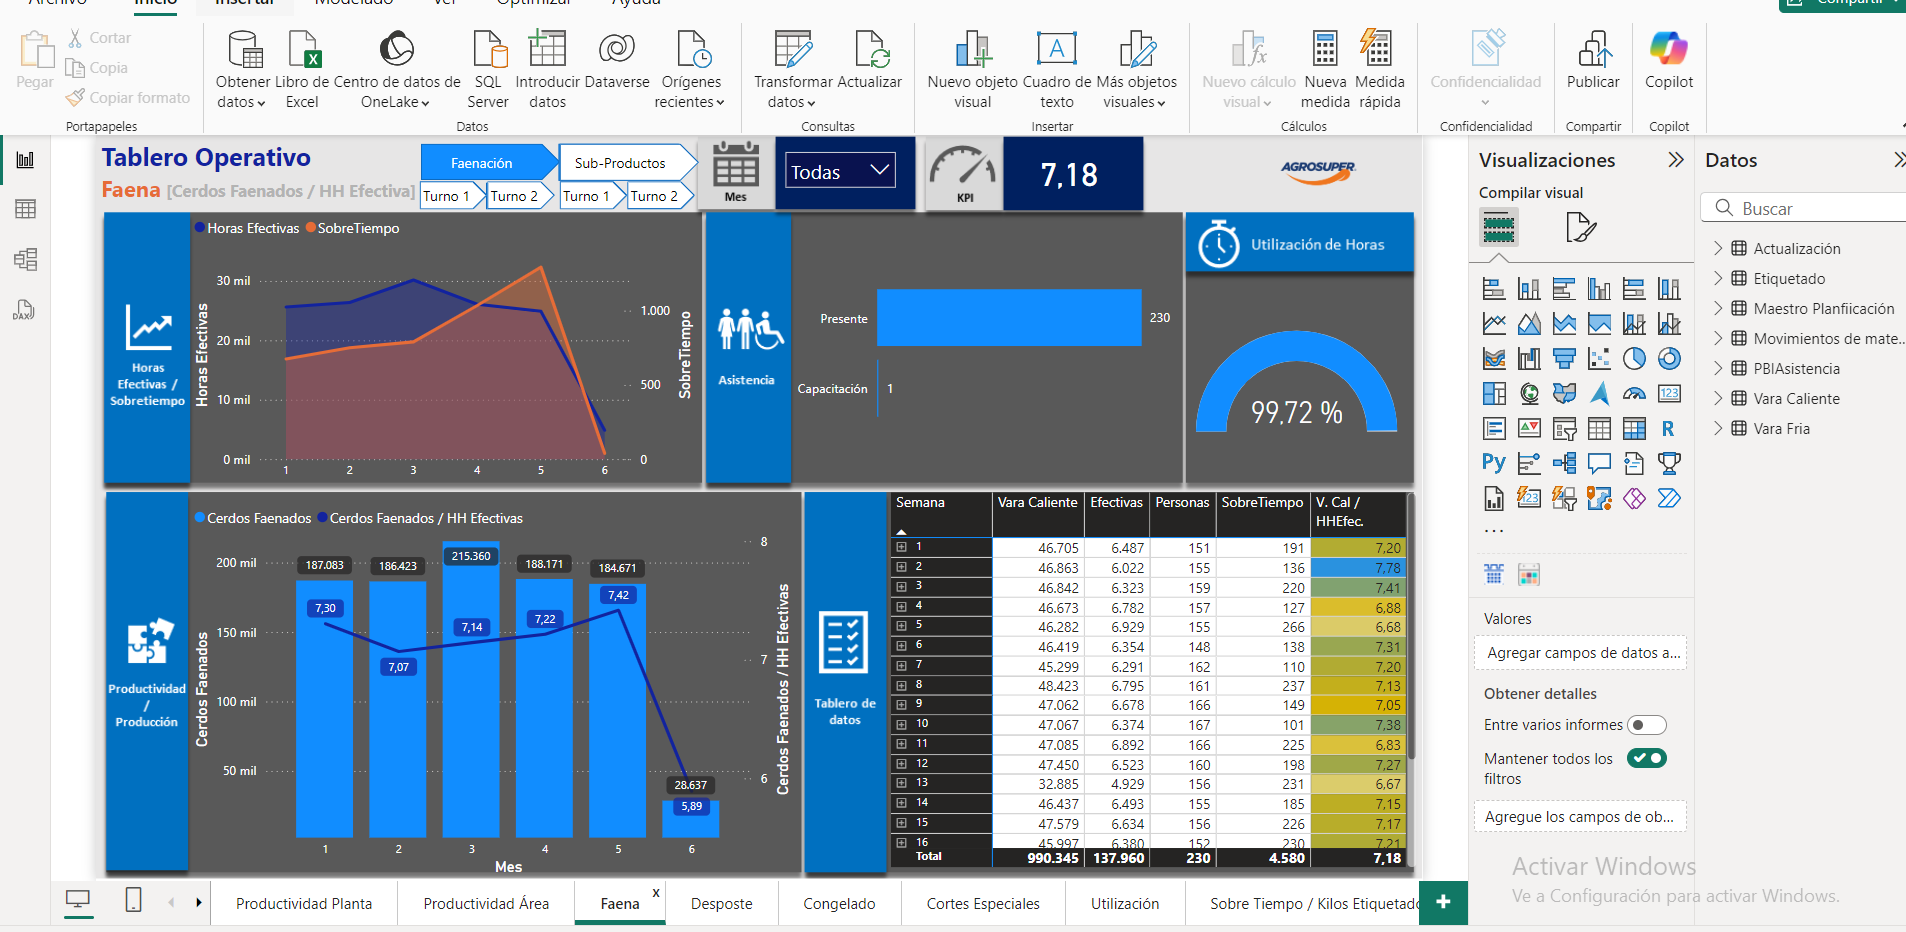 Archivo Inicio Insertar Modelado Ver Optimizar Ayuda Compartir
Pegar
Cortar
Copia
Copiar formato
Portapapeles
Obtener datos
Libro de Excel
Centro de datos de OneLake
SQL Server
Introducir datos
Dataverse
Orígenes recientes
Datos
Transformar datos
Actualizar
Consultas
Nuevo objeto visual
Cuadro de texto
Más objetos visuales
Insertar
Nuevo cálculo visual
Nueva medida
Medida rápida
Cálculos
Confidencialidad
Confidencialidad
Publicar
Compartir
Copilot
Copilot
Tablero Operativo
Faena [Cerdos Faenados / HH Efectiva]
Faenación
Sub-Productos
Turno 1 Turno 2 Turno 1 Turno 2
Mes
Todas
KPI
7,18
AGROSUPER
Horas Efectivas / Sobretiempo
Horas Efectivas SobreTiempo
30 mil
20 mil
10 mil
0 mil
Horas Efectivas
1 2 3 4 5 6
1.000
500
0
SobreTiempo
Asistencia
Presente 230
Capacitación 1
Utilización de Horas
99,72 %
Productividad / Producción
Cerdos Faenados Cerdos Faenados / HH Efectivas
200 mil
150 mil
100 mil
50 mil
Cerdos Faenados
187.083 186.423 215.360 188.171 184.671 28.637
7,30 7,07 7,14 7,22 7,42 5,89
8
7
6
Cerdos Faenados / HH Efectivas
1 2 3 4 5 6
Mes
Tablero de datos
Semana Vara Caliente Efectivas Personas SobreTiempo V. Cal / HHEfec.
1 46.705 6.487 151 191 7,20
2 46.863 6.022 155 136 7,78
3 46.842 6.323 159 220 7,41
4 46.673 6.782 157 127 6,88
5 46.282 6.929 155 266 6,68
6 46.419 6.354 148 138 7,31
7 45.299 6.291 162 110 7,20
8 48.423 6.795 161 237 7,13
9 47.062 6.678 166 149 7,05
10 47.067 6.374 167 101 7,38
11 47.085 6.892 166 225 6,83
12 47.450 6.523 160 198 7,27
13 32.885 4.929 156 231 6,67
14 46.437 6.493 155 185 7,15
15 47.579 6.634 156 226 7,17
16 45.997 6.380 152 230 7,21
Total 990.345 137.960 230 4.580 7,18
Visualizaciones
Compilar visual
123
R
Py
123
...
Valores
Agregar campos de datos a...
Obtener detalles
Entre varios informes
Mantener todos los filtros
Agregue los campos de ob...
Datos
Buscar
Actualización
Etiquetado
Maestro Planfiicación
Movimientos de mate...
PBIAsistencia
Vara Caliente
Vara Fria
Activar Windows
Ve a Configuración para activar Windows.
Productividad Planta
Productividad Área
Faena x
Desposte
Congelado
Cortes Especiales
Utilización
Sobre Tiempo / Kilos Etiquetado
+